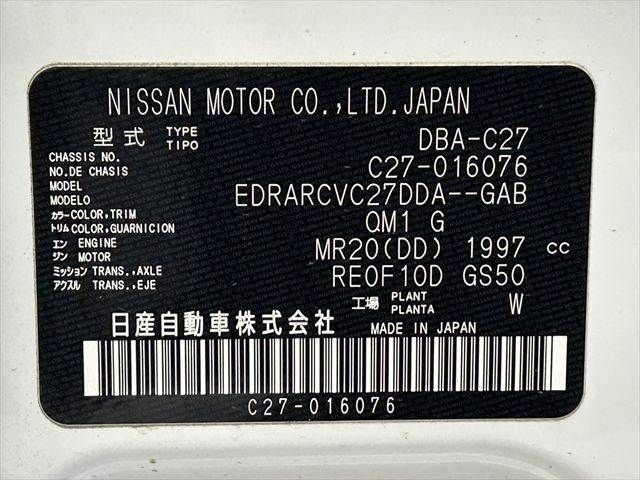 NISSAN MOTOR CO.,LTD.JAPAN
型式 TYPE TIPO DBA-C27
CHASSIS NO. NO.DE CHASIS C27-016076
MODEL MODELO EDRARCVC27DDA--GAB
カラー COLOR,TRIM トリム COLOR,GUARNICION QM1 G
エン ENGINE ジン MOTOR MR20(DD) 1997 cc
ミッション TRANS.,AXLE アクスル TRANS.,EJE RE0F10D GS50
工場 PLANT PLANTA W
日産自動車株式会社 MADE IN JAPAN
C27-016076